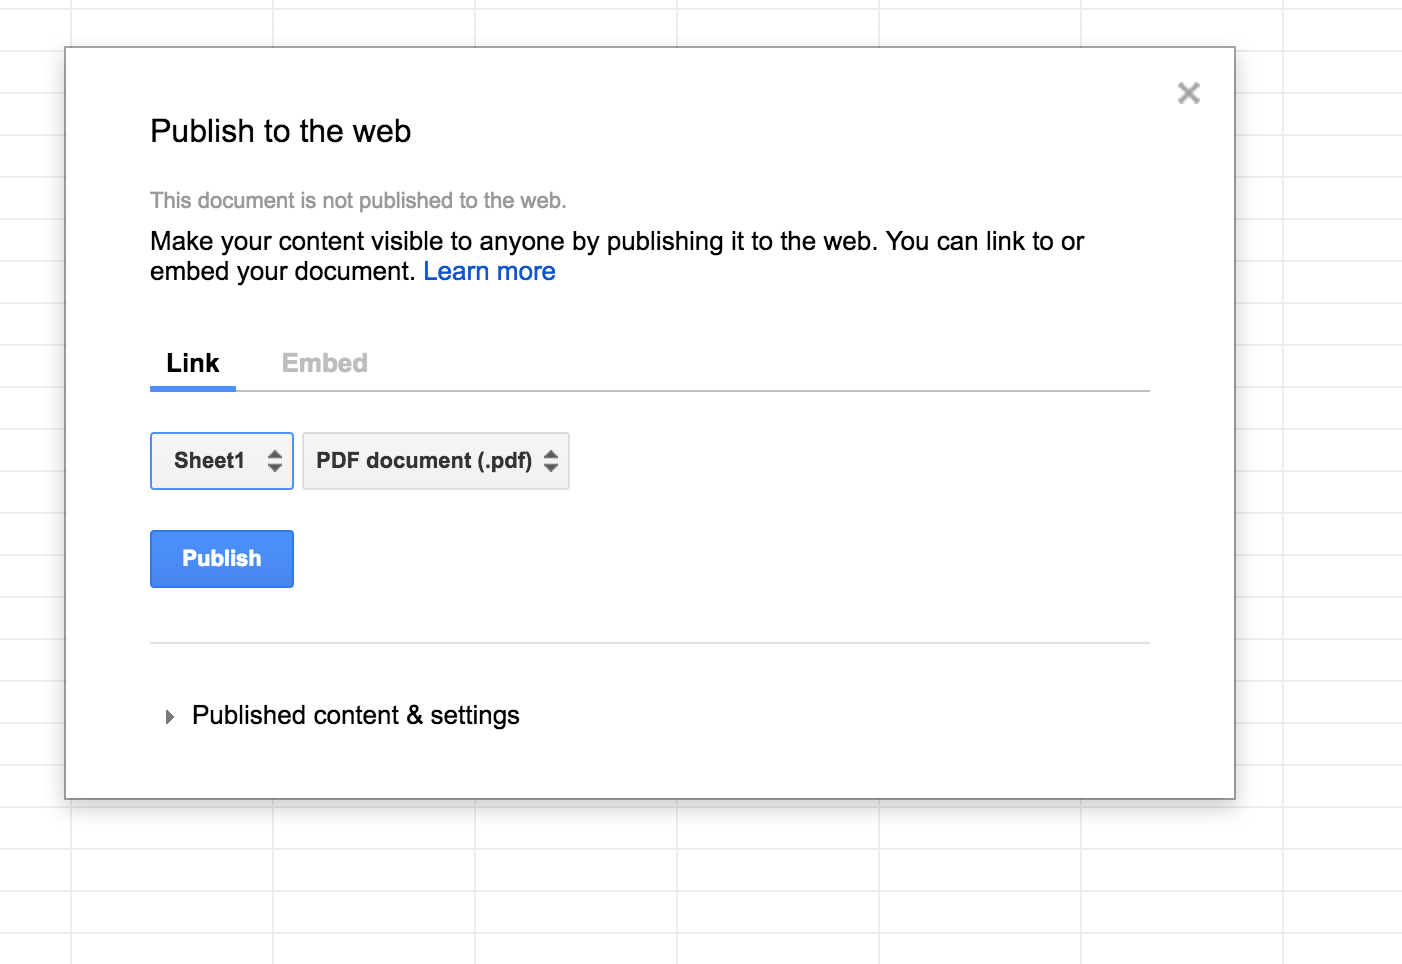 Publish to the web
This document is not published to the web.
Make your content visible to anyone by publishing it to the web. You can link to or
embed your document. Learn more
Link Embed
Sheet1 PDF document (.pdf)
Publish
Published content & settings